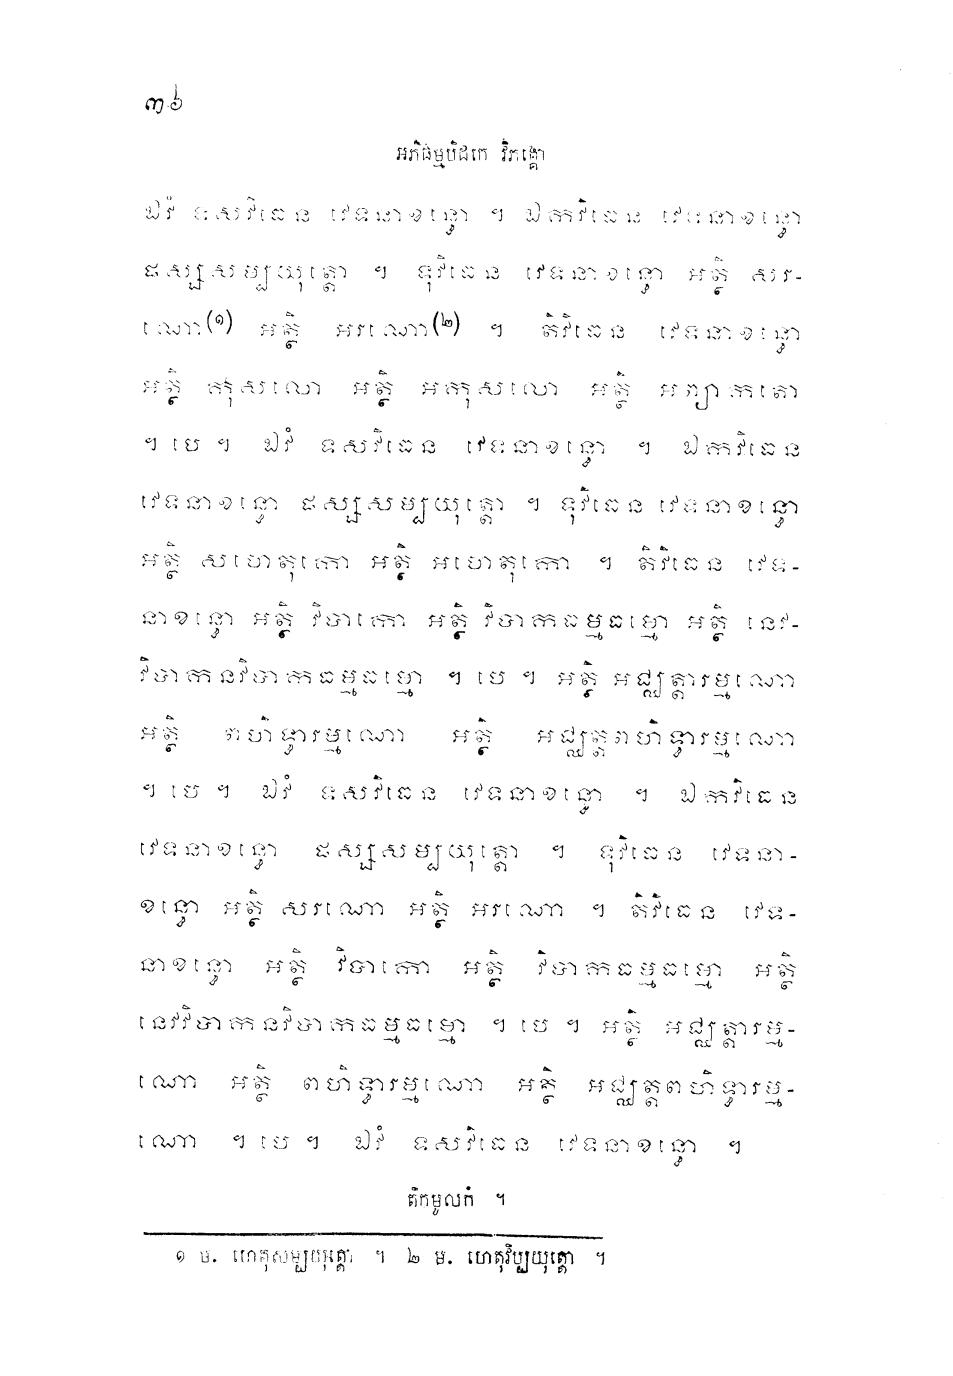 ៣៦
អភិធម្មបិដកេ វិភង្គោ
ឯវំ ទសវិធេន វេទនាខន្ធោ ។ ឯកវិធេន វេទនាខន្ធោ
ផស្សសម្បយុត្តោ ។ ទុវិធេន វេទនាខន្ធោ អត្ថិ សរ-
ណោ(១) អត្ថិ អរណោ(២) ។ តិវិធេន វេទនាខន្ធោ
អត្ថិ កុសលោ អត្ថិ អកុសលោ អត្ថិ អព្យាកតោ
។ បេ ។ ឯវំ ទសវិធេន វេទនាខន្ធោ ។ ឯកវិធេន
វេទនាខន្ធោ ផស្សសម្បយុត្តោ ។ ទុវិធេន វេទនាខន្ធោ
អត្ថិ សហេតុកោ អត្ថិ អហេតុកោ ។ តិវិធេន វេទ-
នាខន្ធោ អត្ថិ វិបាកោ អត្ថិ វិបាកធម្មធម្មោ អត្ថិ នេវ-
វិបាកនវិបាកធម្មធម្មោ ។ បេ ។ អត្ថិ អជ្ឈត្តារម្មណោ
អត្ថិ ពហិទ្ធារម្មណោ អត្ថិ អជ្ឈត្តពហិទ្ធារម្មណោ
។ បេ ។ ឯវំ ទសវិធេន វេទនាខន្ធោ ។ ឯកវិធេន
វេទនាខន្ធោ ផស្សសម្បយុត្តោ ។ ទុវិធេន វេទនា-
ខន្ធោ អត្ថិ សរណោ អត្ថិ អរណោ ។ តិវិធេន វេទ-
នាខន្ធោ អត្ថិ វិបាកោ អត្ថិ វិបាកធម្មធម្មោ អត្ថិ
នេវវិបាកនវិបាកធម្មធម្មោ ។ បេ ។ អត្ថិ អជ្ឈត្តារម្ម-
ណោ អត្ថិ ពហិទ្ធារម្មណោ អត្ថិ អជ្ឈត្តពហិទ្ធារម្ម-
ណោ ។ បេ ។ ឯវំ ទសវិធេន វេទនាខន្ធោ ។
តិកមូលកំ ។
១ ម. ហេតុសម្បយុត្តោ ។ ២ ម. ហេតុវិប្បយុត្តោ ។